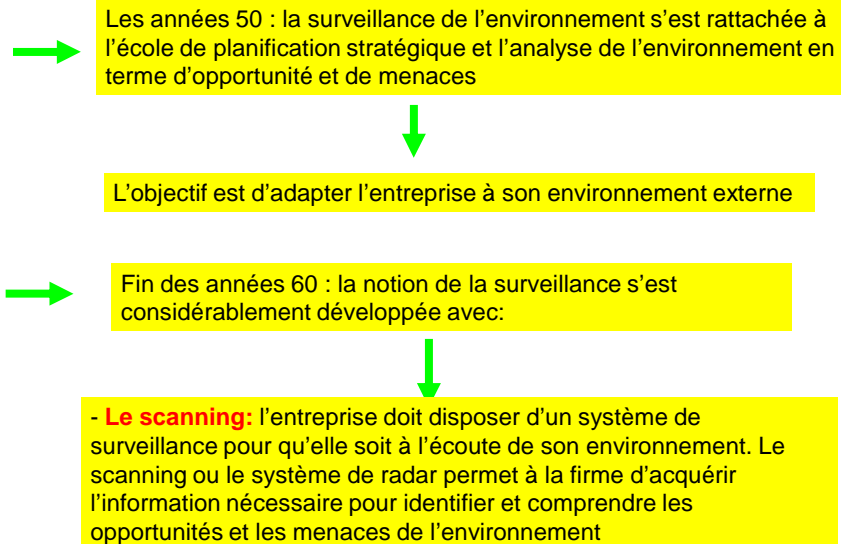 Les années 50 : la surveillance de l'environnement s'est rattachée à
l'école de planification stratégique et l'analyse de l'environnement en
terme d'opportunité et de menaces
L'objectif est d'adapter l'entreprise à son environnement externe
Fin des années 60 : la notion de la surveillance s'est
considérablement développée avec:
- Le scanning: l'entreprise doit disposer d'un système de
surveillance pour qu'elle soit à l'écoute de son environnement. Le
scanning ou le système de radar permet à la firme d'acquérir
l'information nécessaire pour identifier et comprendre les
opportunités et les menaces de l'environnement